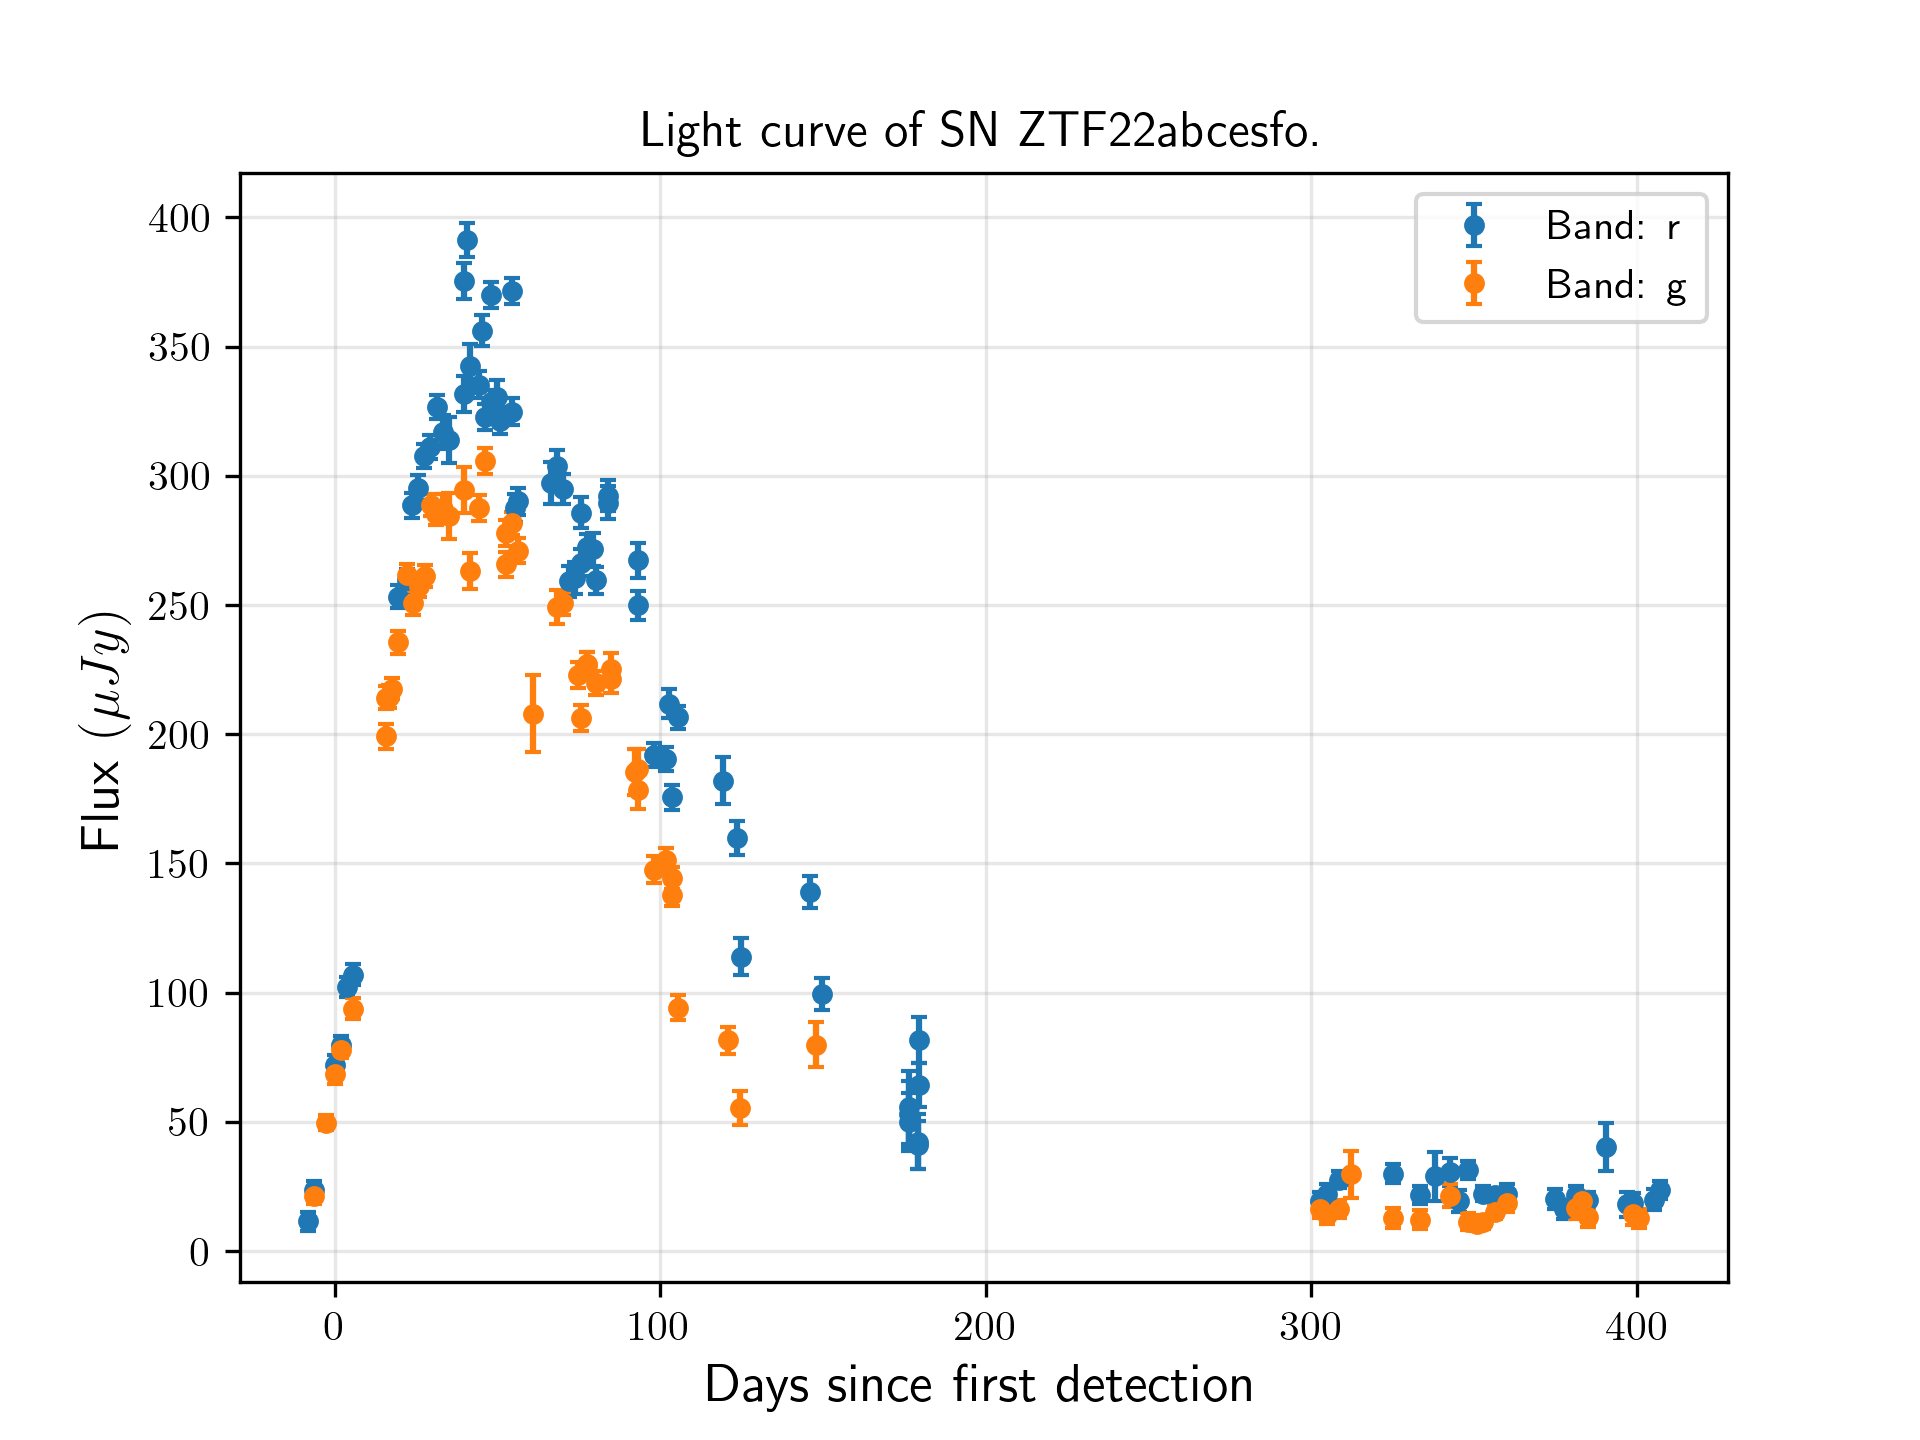 Light curve of SN ZTF22abcesfo.
Band: r
Band: g
400
350
300
250
200
150
100
50
0
Flux (μJy)
0 100 200 300 400
Days since first detection